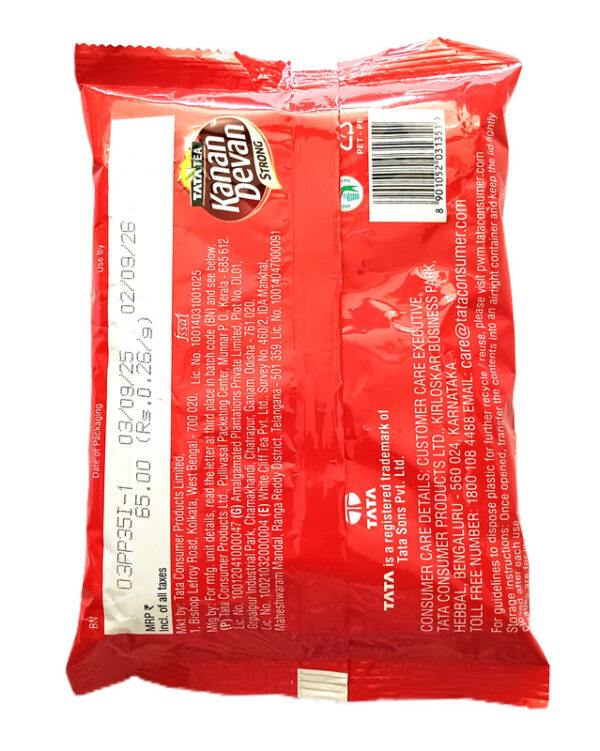 BN
Date of Packaging
Use By
03PP35I-1 03/09/25 02/09/26
65.00 (Rs.0.26/g)
MRP ₹
Incl. of all taxes
TATA TEA
Kanan
Devan
STRONG
fssai
Mkt by: Tata Consumer Products Limited,
1, Bishop Lefroy Road, Kolkata, West Bengal - 700 020. Lic. No. 10014031001025
Mfg by: For mfg. unit details, read the letter at third place in batch code (BN) and see below:
(P) Tata Consumer Products Ltd., Pullivasal Packeting Center, Munnar P.O., Kerala - 685 612.
Lic. No. 10012041000047 (G) Amalgamated Plantations Private Limited, Plot No. DL01,
Gopalpur Industrial Park, Chamakhandi, Chatrapur, Ganjam, Odisha - 761 020.
Lic. No. 10021032000004 (E) White Cliff Tea Pvt. Ltd., Survey No. 460/2, IDA Mankhal,
Maheshwaram Mandal, Ranga Reddy District, Telangana - 501 359. Lic. No. 10014047000091
PET - PE
8 901052 031351
TATA
TATA is a registered trademark of
Tata Sons Pvt. Ltd.
CONSUMER CARE DETAILS: CUSTOMER CARE EXECUTIVE,
TATA CONSUMER PRODUCTS LTD., KIRLOSKAR BUSINESS PARK,
HEBBAL, BENGALURU - 560 024, KARNATAKA.
TOLL FREE NUMBER: 1800 108 4488 EMAIL: care@tataconsumer.com
For guidelines to dispose plastic for further recycle / reuse, please visit pwm.tataconsumer.com
Storage Instructions: Once opened, transfer the contents into an airtight container and keep the lid tightly
closed after each use